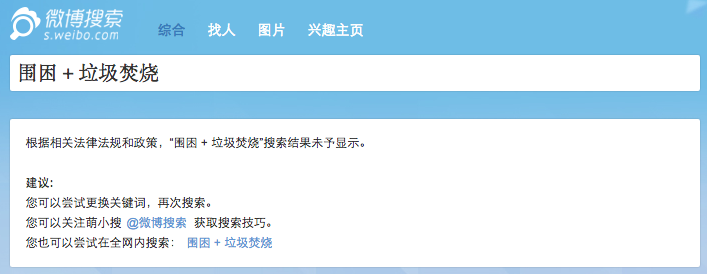 微博搜索
s.weibo.com
综合 找人 图片 兴趣主页
围困 + 垃圾焚烧
根据相关法律法规和政策，“围困 + 垃圾焚烧”搜索结果未予显示。
建议:
您可以尝试更换关键词，再次搜索。
您可以关注萌小搜 @微博搜索 获取搜索技巧。
您也可以尝试在全网内搜索： 围困 + 垃圾焚烧